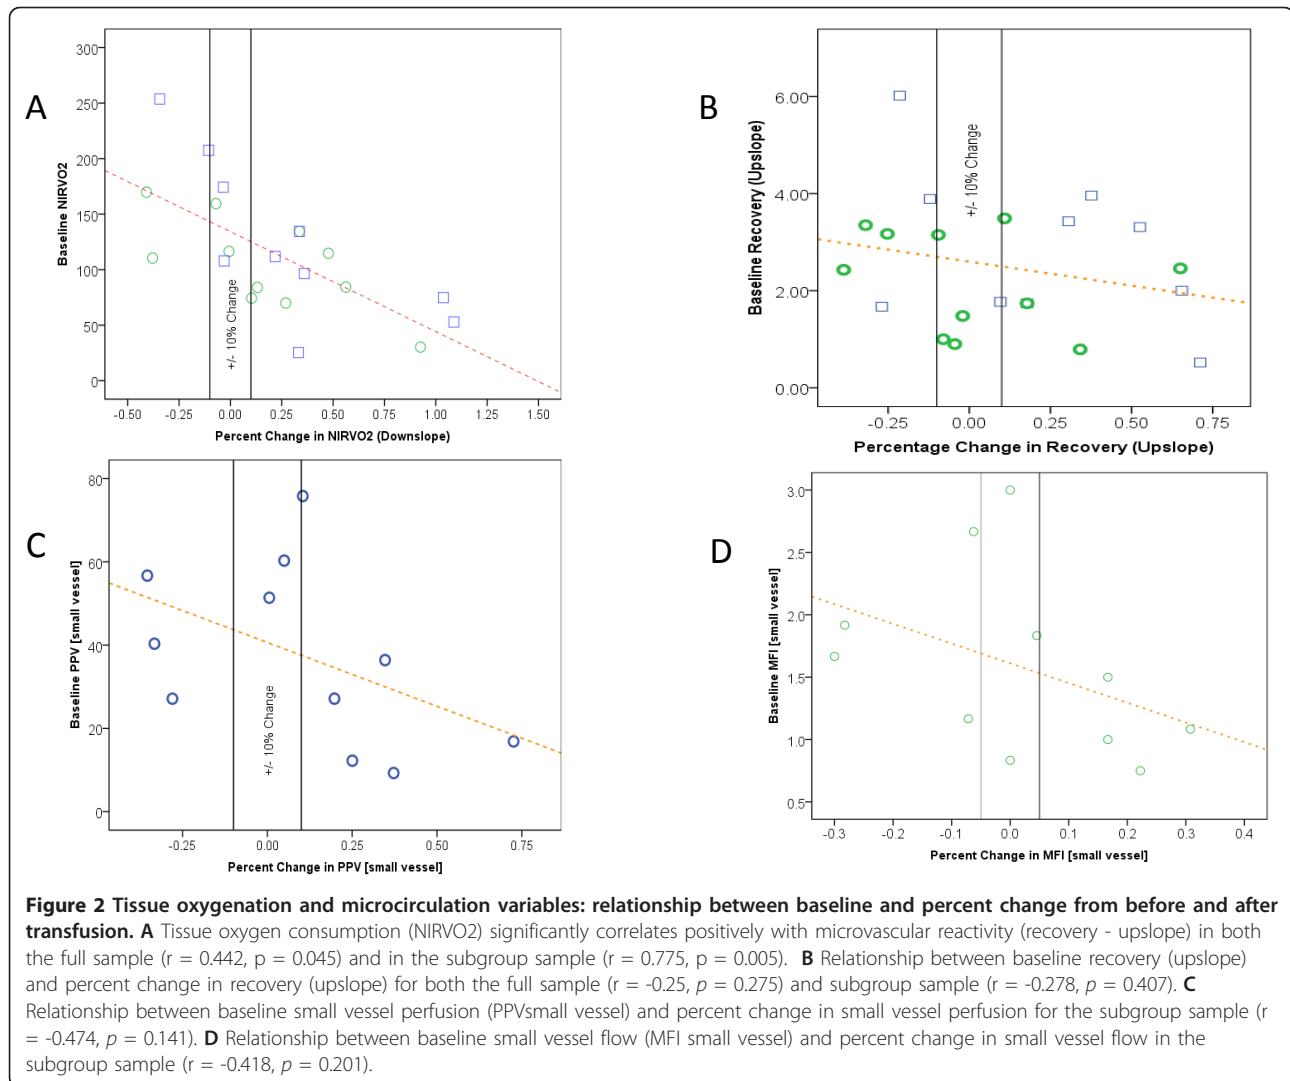 A
300
250
200
150
100
50
0
Baseline NIRVO2
+/- 10% Change
-0.50 -0.25 0.00 0.25 0.50 0.75 1.00 1.25 1.50
Percent Change in NIRVO2 (Downslope)
B
6.00
4.00
2.00
0.00
Baseline Recovery (Upslope)
+/- 10% Change
-0.25 0.00 0.25 0.50 0.75
Percentage Change in Recovery (Upslope)
C
80
60
40
20
0
Baseline PPV [small vessel]
+/- 10% Change
-0.25 0.00 0.25 0.50 0.75
Percent Change in PPV [small vessel]
D
3.0
2.5
2.0
1.5
1.0
0.5
Baseline MFI [small vessel]
-0.3 -0.2 -0.1 0.0 0.1 0.2 0.3 0.4
Percent Change in MFI [small vessel]
Figure 2 Tissue oxygenation and microcirculation variables: relationship between baseline and percent change from before and after
transfusion. A Tissue oxygen consumption (NIRVO2) significantly correlates positively with microvascular reactivity (recovery - upslope) in both
the full sample (r = 0.442, p = 0.045) and in the subgroup sample (r = 0.775, p = 0.005). B Relationship between baseline recovery (upslope)
and percent change in recovery (upslope) for both the full sample (r = -0.25, p = 0.275) and subgroup sample (r = -0.278, p = 0.407). C
Relationship between baseline small vessel perfusion (PPVsmall vessel) and percent change in small vessel perfusion for the subgroup sample (r
= -0.474, p = 0.141). D Relationship between baseline small vessel flow (MFI small vessel) and percent change in small vessel flow in the
subgroup sample (r = -0.418, p = 0.201).